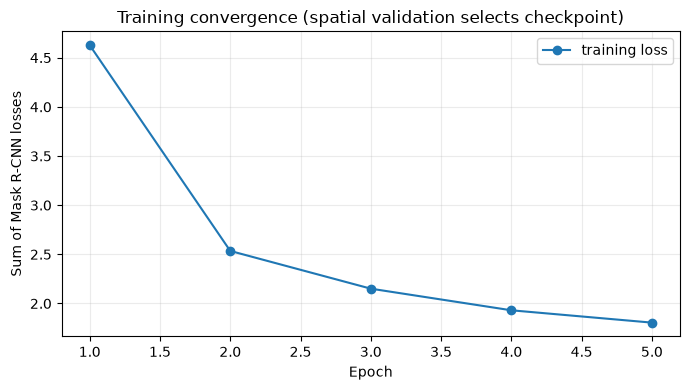 Training convergence (spatial validation selects checkpoint)
training loss
Sum of Mask R-CNN losses
4.5
4.0
3.5
3.0
2.5
2.0
1.0 1.5 2.0 2.5 3.0 3.5 4.0 4.5 5.0
Epoch